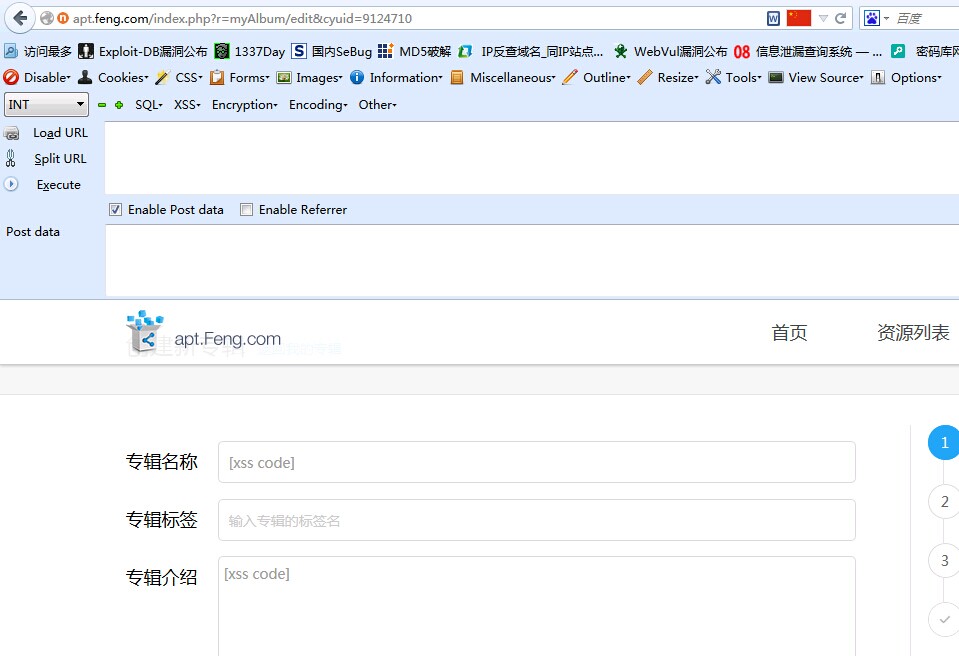 apt.feng.com/index.php?r=myAlbum/edit&cyuid=9124710 百度
访问最多 Exploit-DB漏洞公布 1337Day 国内SeBug MD5破解 IP反查域名_同IP站点... WebVul漏洞公布 08 信息泄漏查询系统 — ... 密码库网
Disable Cookies CSS Forms Images Information Miscellaneous Outline Resize Tools View Source Options
INT SQL XSS Encryption Encoding Other
Load URL
Split URL
Execute
Enable Post data Enable Referrer
Post data
apt.Feng.com 首页 资源列表
创建新专辑
专辑名称 [xss code] 1
专辑标签 输入专辑的标签名 2
专辑介绍 [xss code] 3